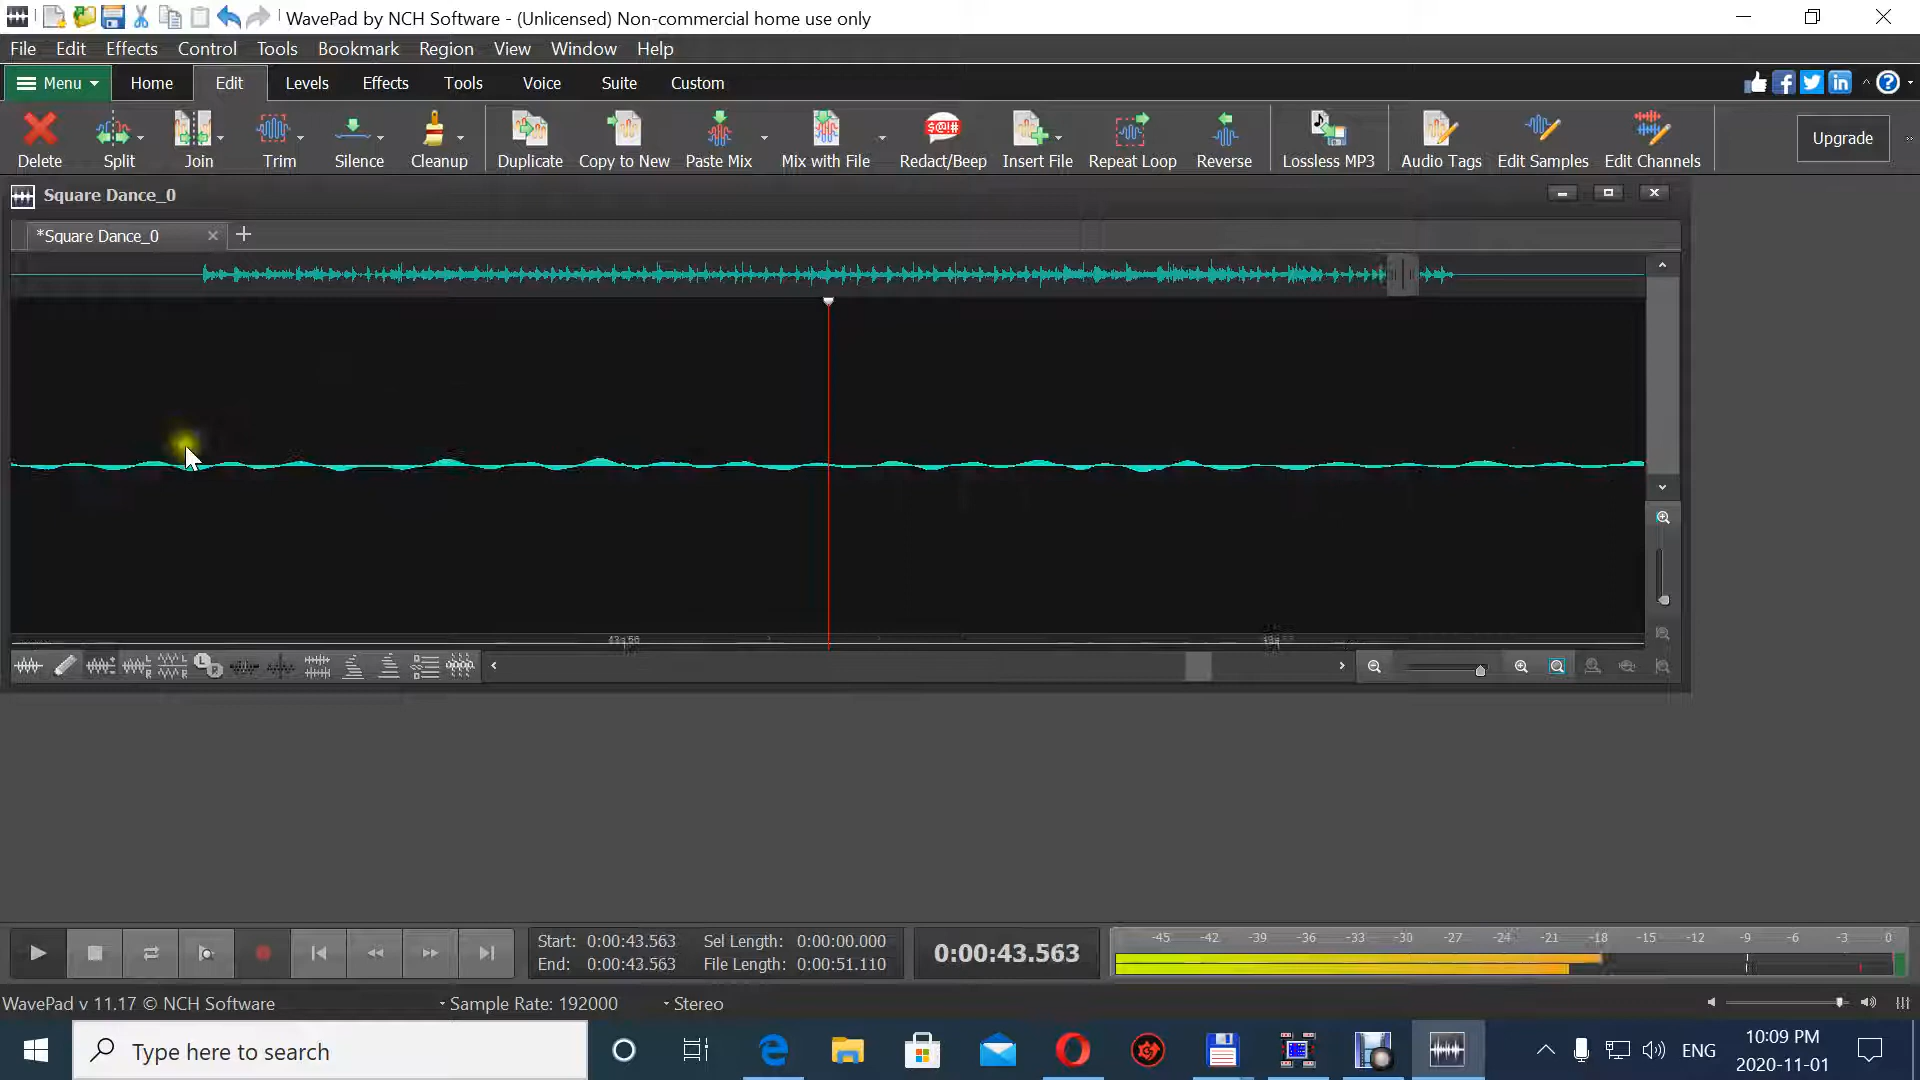 WavePad by NCH Software - (Unlicensed) Non-commercial home use only
File Edit Effects Control Tools Bookmark Region View Window Help
Menu Home Edit Levels Effects Tools Voice Suite Custom
Delete Split Join Trim Silence Cleanup Duplicate Copy to New Paste Mix Mix with File Redact/Beep Insert File Repeat Loop Reverse Lossless MP3 Audio Tags Edit Samples Edit Channels Upgrade
Square Dance_0
*Square Dance_0
Start: 0:00:43.563 Sel Length: 0:00:00.000
End: 0:00:43.563 File Length: 0:00:51.110
0:00:43.563
-45 -42 -39 -36 -33 -30 -27 -24 -21 -18 -15 -12 -9 -6 -3 0
WavePad v 11.17 © NCH Software Sample Rate: 192000 Stereo
Type here to search
ENG
10:09 PM
2020-11-01